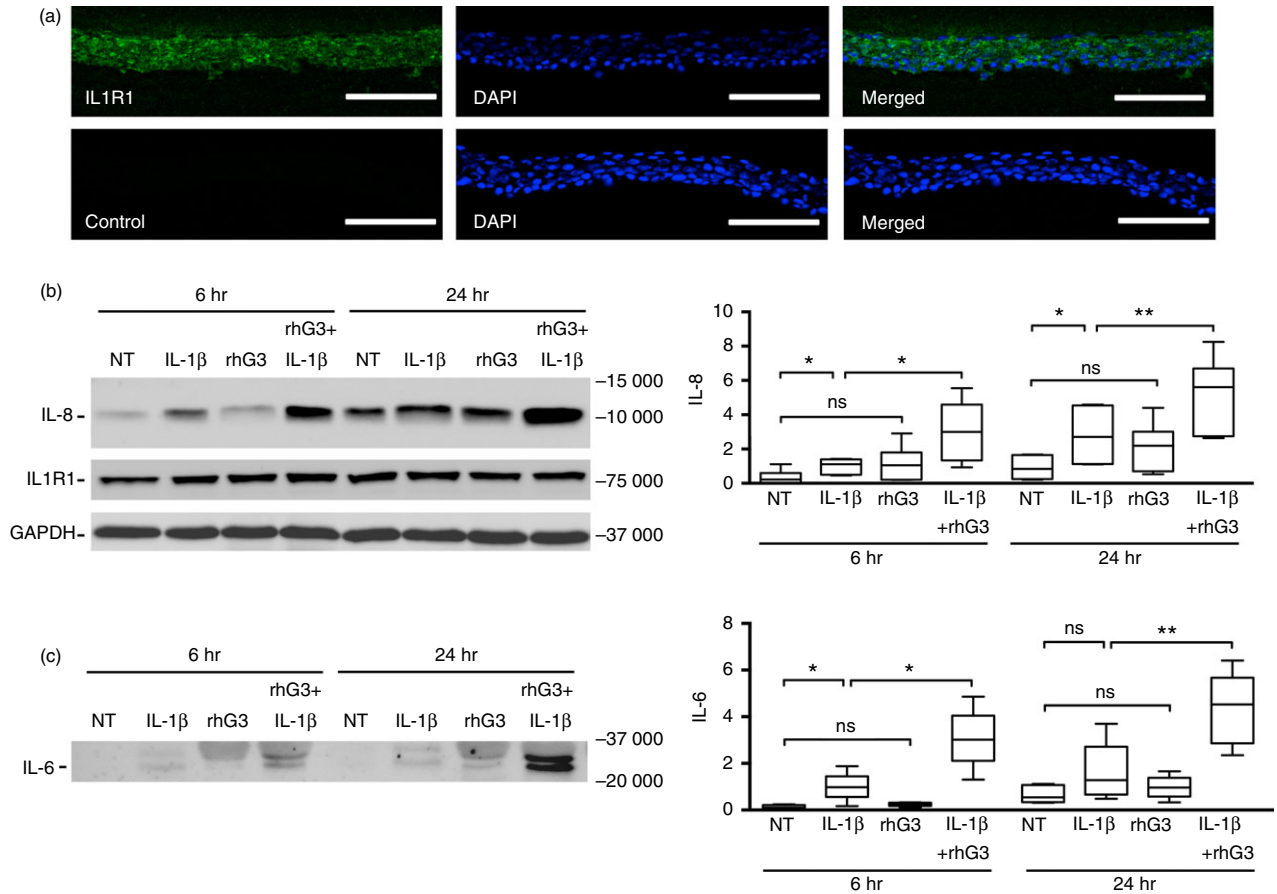 (a)
IL1R1 DAPI Merged
Control DAPI Merged
(b)
6 hr 24 hr
rhG3+ rhG3+
NT IL-1β rhG3 IL-1β NT IL-1β rhG3 IL-1β
–15 000
IL-8 –10 000
IL1R1 –75 000
GAPDH –37 000
10
8
6
4
2
0
IL-8
* * ns * ** ns
NT IL-1β rhG3 IL-1β NT IL-1β rhG3 IL-1β
+rhG3 +rhG3
6 hr 24 hr
(c)
6 hr 24 hr
rhG3+ rhG3+
NT IL-1β rhG3 IL-1β NT IL-1β rhG3 IL-1β
–37 000
IL-6
–20 000
8
6
4
2
0
IL-6
* * ns ns ** ns
NT IL-1β rhG3 IL-1β NT IL-1β rhG3 IL-1β
+rhG3 +rhG3
6 hr 24 hr